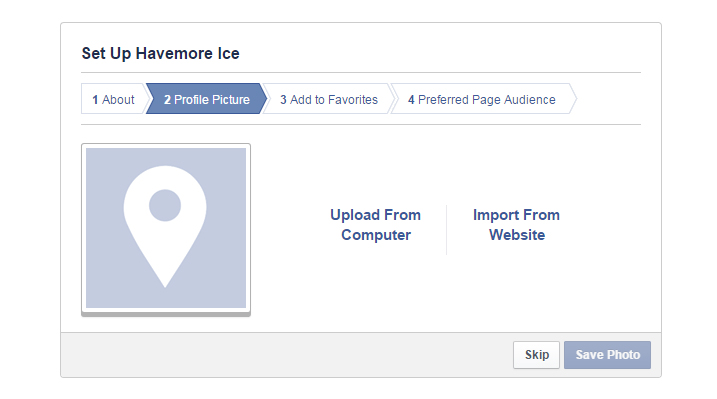 Set Up Havemore Ice
1 About 2 Profile Picture 3 Add to Favorites 4 Preferred Page Audience
Upload From
Computer
Import From
Website
Skip Save Photo